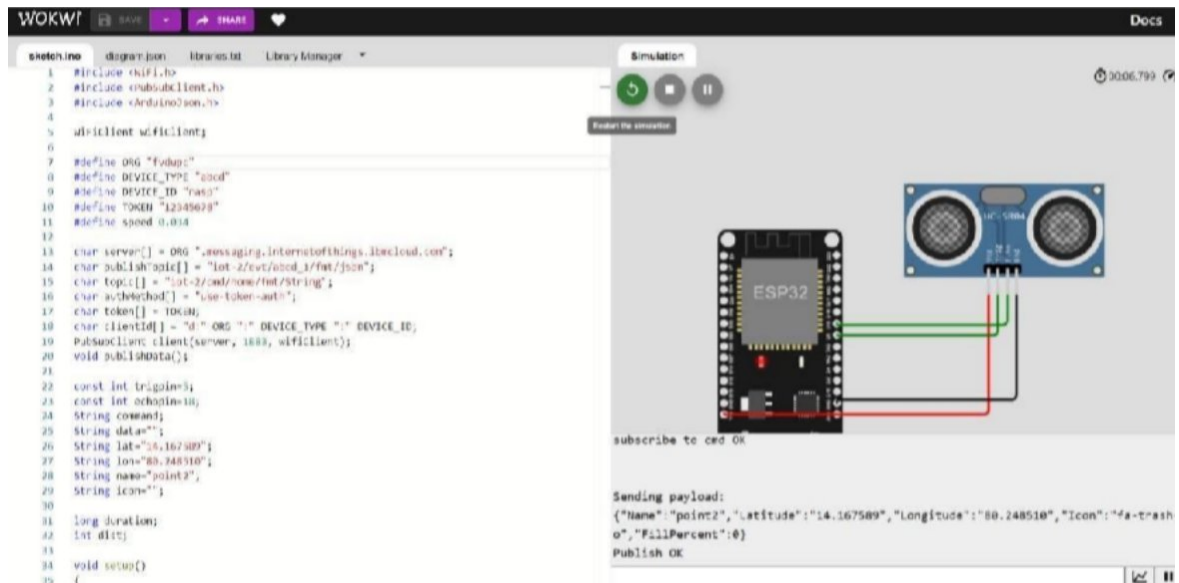 WOKWI SAVE SHARE Docs
sketch.ino diagram.json libraries.txt Library Manager
Simulation
00:06.799
Restart the simulation
1 #include <WiFi.h>
2 #include <PubSubClient.h>
3 #include <ArduinoJson.h>
4
5 WiFiClient wifiClient;
6
7 #define ORG
8 #define DEVICE_TYPE "abcd"
9 #define DEVICE_ID
10 #define TOKEN "12345678"
11 #define speed 0.034
12
13 char server[] = ORG ".messaging.internetofthings.ibmcloud.com";
14 char publishTopic[] = "iot-2/evt/abcd_1/fmt/json";
15 char topic[] = "iot-2/cmd/home/fmt/String";
16 char authMethod[] = "use-token-auth";
17 char token[] = TOKEN;
18 char clientId[] = "d:" ORG ":" DEVICE_TYPE ":" DEVICE_ID;
19 PubSubClient client(server, 1883, wifiClient);
20 void publishData();
21
22 const int trigpin=5;
23 const int echopin=18;
24 String command;
25 String data="";
26 String lat="14.167589";
27 String lon="80.248510";
28 String name="point2";
29 String icon="";
30
31 long duration;
32 int dist;
33
34 void setup()
35 {
HC-SR04
ESP32
subscribe to cmd OK
Sending payload:
{"Name":"point2","Latitude":"14.167589","Longitude":"80.248510","Icon":"fa-trash-
o","FillPercent":0}
Publish OK